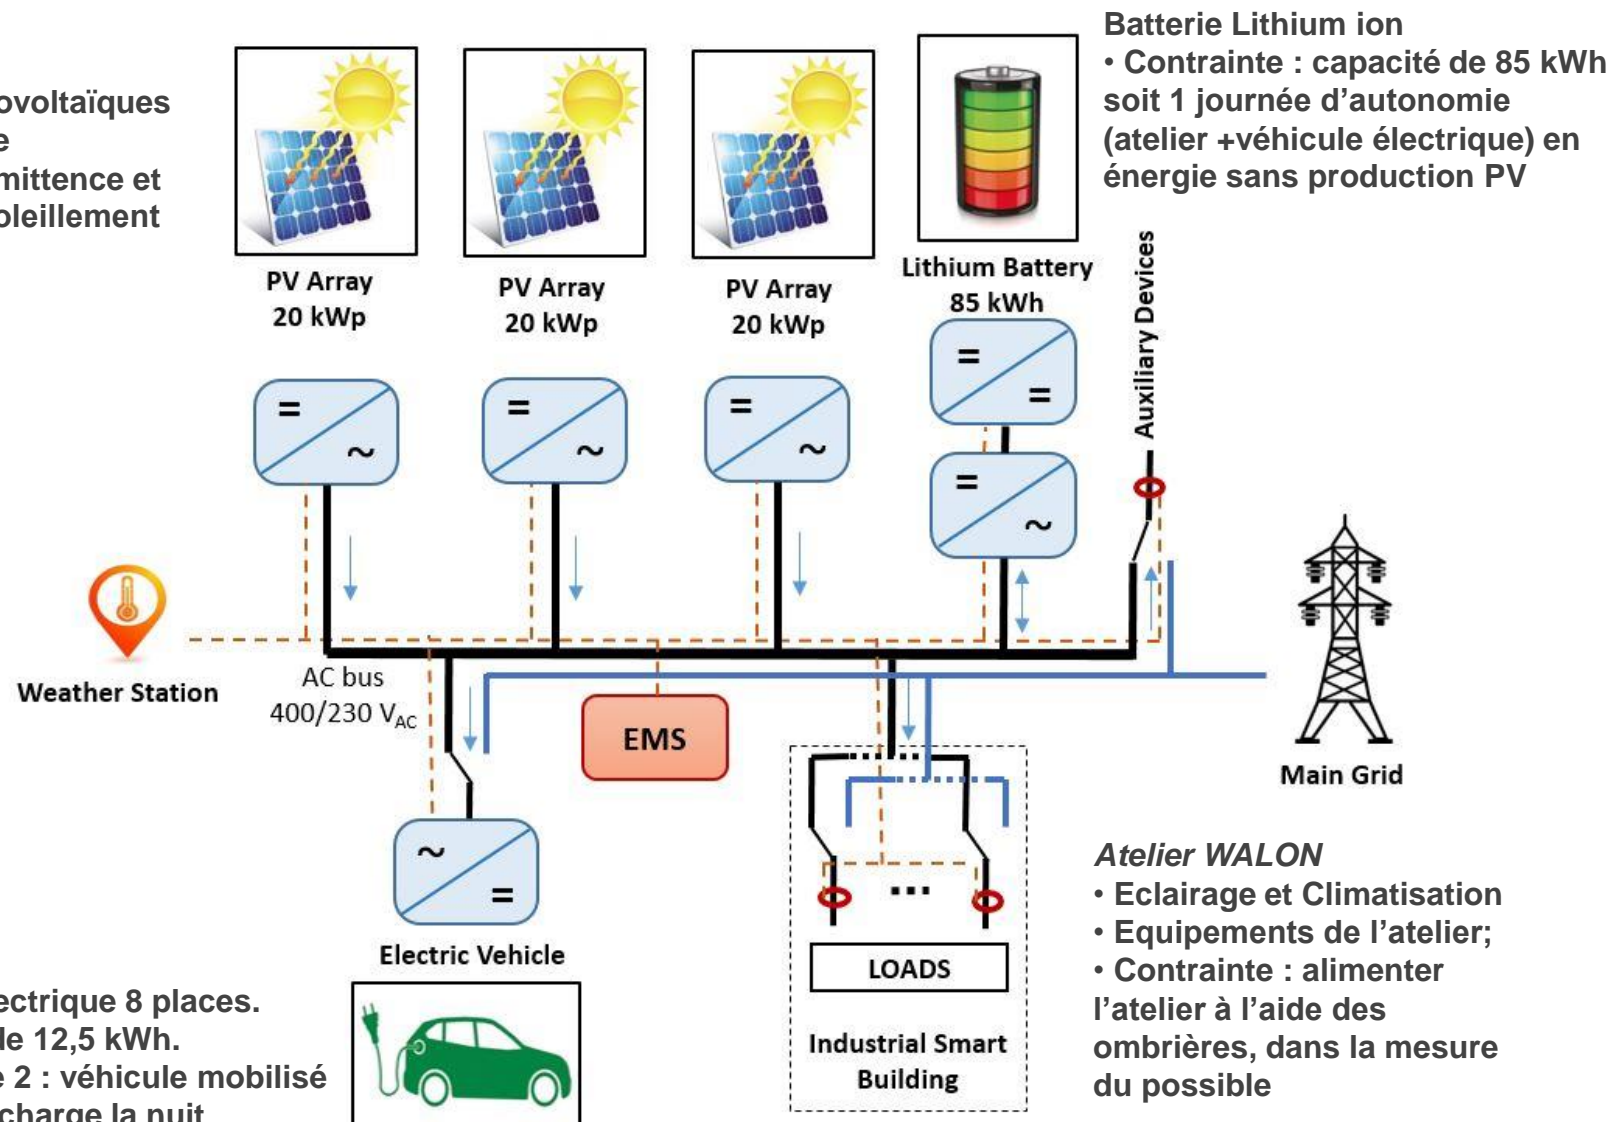 Batterie Lithium ion
• Contrainte : capacité de 85 kWh
soit 1 journée d’autonomie
(atelier +véhicule électrique) en
énergie sans production PV
ovoltaïques
e
mittence et
oleillement
PV Array
20 kWp
PV Array
20 kWp
PV Array
20 kWp
Lithium Battery
85 kWh
Auxiliary Devices
=
~
=
~
=
~
=
=
=
~
Weather Station
AC bus
400/230 VAC
EMS
Main Grid
~
=
Electric Vehicle
...
LOADS
Industrial Smart
Building
Atelier WALON
• Eclairage et Climatisation
• Equipements de l’atelier;
• Contrainte : alimenter
l’atelier à l’aide des
ombrières, dans la mesure
du possible
ectrique 8 places.
de 12,5 kWh.
e 2 : véhicule mobilisé
charge la nuit